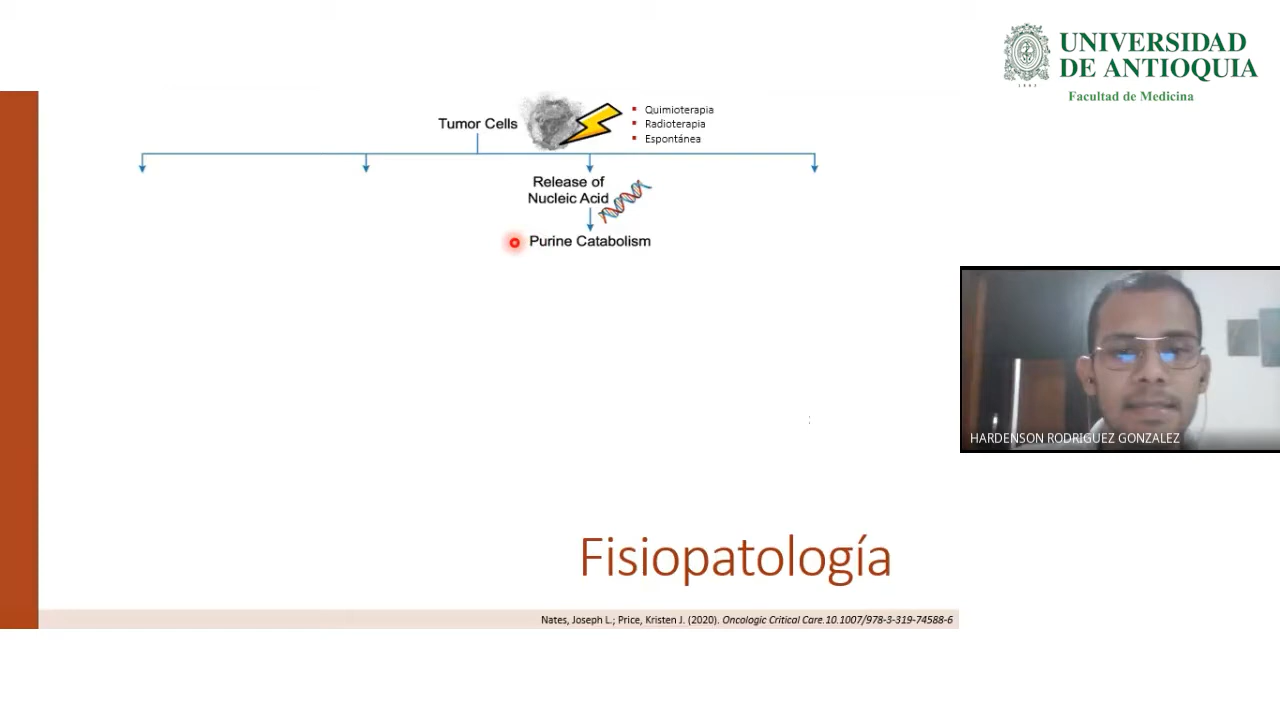 UNIVERSIDAD
DE ANTIOQUIA
Facultad de Medicina
Tumor Cells
Quimioterapia
Radioterapia
Espontánea
Release of
Nucleic Acid
Purine Catabolism
HARDENSON RODRIGUEZ GONZALEZ
Fisiopatología
Nates, Joseph L.; Price, Kristen J. (2020). Oncologic Critical Care.10.1007/978-3-319-74588-6